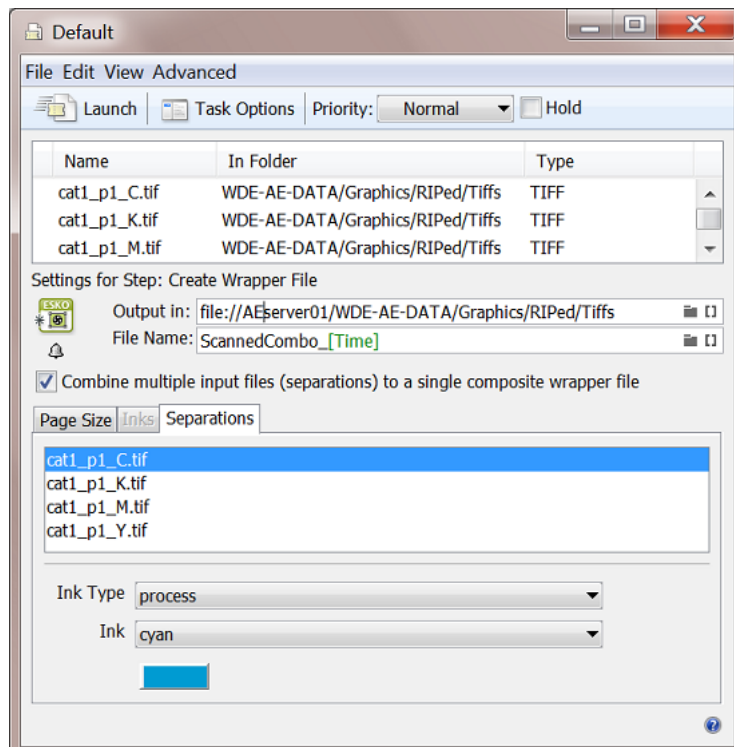 Default
File Edit View Advanced
Launch Task Options Priority: Normal Hold
Name In Folder Type
cat1_p1_C.tif WDE-AE-DATA/Graphics/RIPed/Tiffs TIFF
cat1_p1_K.tif WDE-AE-DATA/Graphics/RIPed/Tiffs TIFF
cat1_p1_M.tif WDE-AE-DATA/Graphics/RIPed/Tiffs TIFF
Settings for Step: Create Wrapper File
ESKO
Output in: file://AEserver01/WDE-AE-DATA/Graphics/RIPed/Tiffs
File Name: ScannedCombo_[Time]
Combine multiple input files (separations) to a single composite wrapper file
Page Size Inks Separations
cat1_p1_C.tif
cat1_p1_K.tif
cat1_p1_M.tif
cat1_p1_Y.tif
Ink Type process
Ink cyan